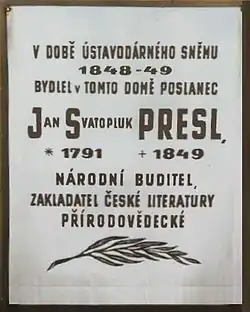 V DOBĚ ÚSTAVODÁRNÉHO SNĚMU
1848-49
BYDLEL V TOMTO DOMĚ POSLANEC
JAN SVATOPLUK PRESL,
* 1791 + 1849
NÁRODNÍ BUDITEL,
ZAKLADATEL ČESKÉ LITERATURY
PŘÍRODOVĚDECKÉ